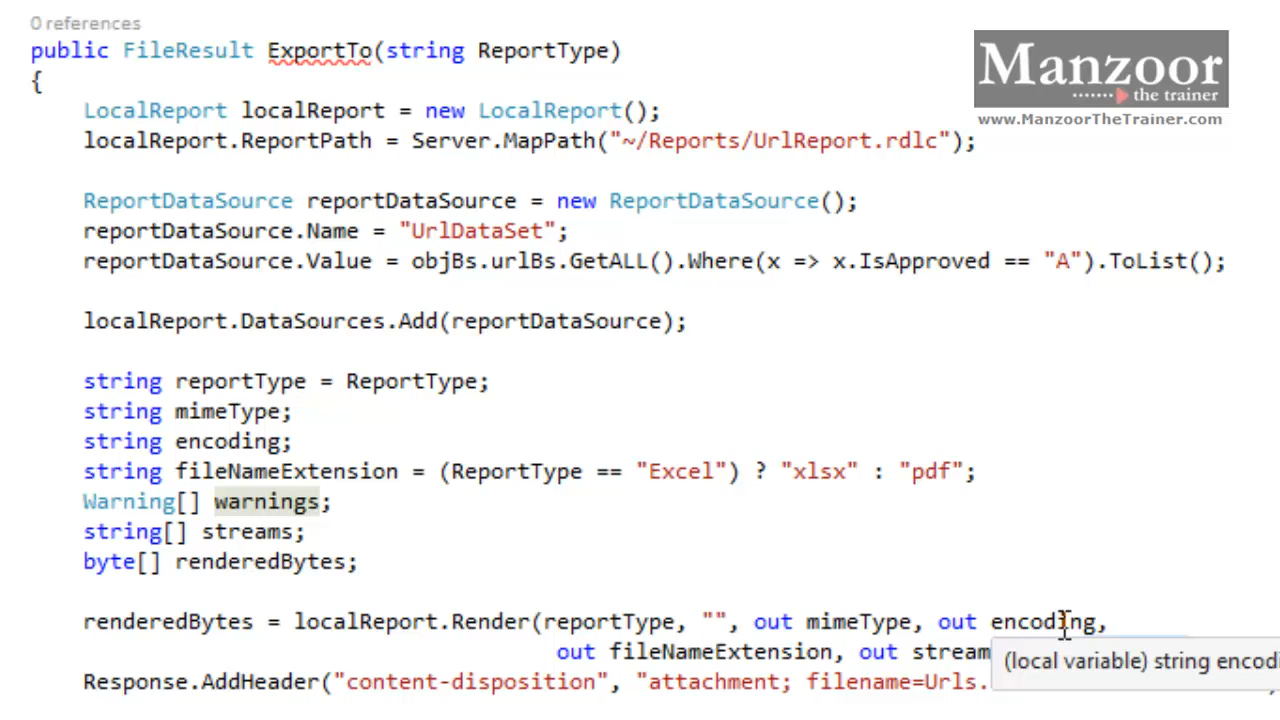 0 references
public FileResult ExportTo(string ReportType)
{
LocalReport localReport = new LocalReport();
localReport.ReportPath = Server.MapPath("~/Reports/UrlReport.rdlc");
ReportDataSource reportDataSource = new ReportDataSource();
reportDataSource.Name = "UrlDataSet";
reportDataSource.Value = objBs.urlBs.GetALL().Where(x => x.IsApproved == "A").ToList();
localReport.DataSources.Add(reportDataSource);
string reportType = ReportType;
string mimeType;
string encoding;
string fileNameExtension = (ReportType == "Excel") ? "xlsx" : "pdf";
Warning[] warnings;
string[] streams;
byte[] renderedBytes;
renderedBytes = localReport.Render(reportType, "", out mimeType, out encoding,
out fileNameExtension, out stream
(local variable) string encodi
Response.AddHeader("content-disposition", "attachment; filename=Urls.
Manzoor
the trainer
www.ManzoorTheTrainer.com